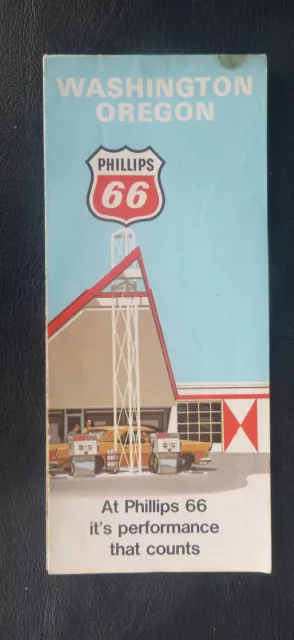 WASHINGTON
OREGON
PHILLIPS
66
At Phillips 66
it's performance
that counts